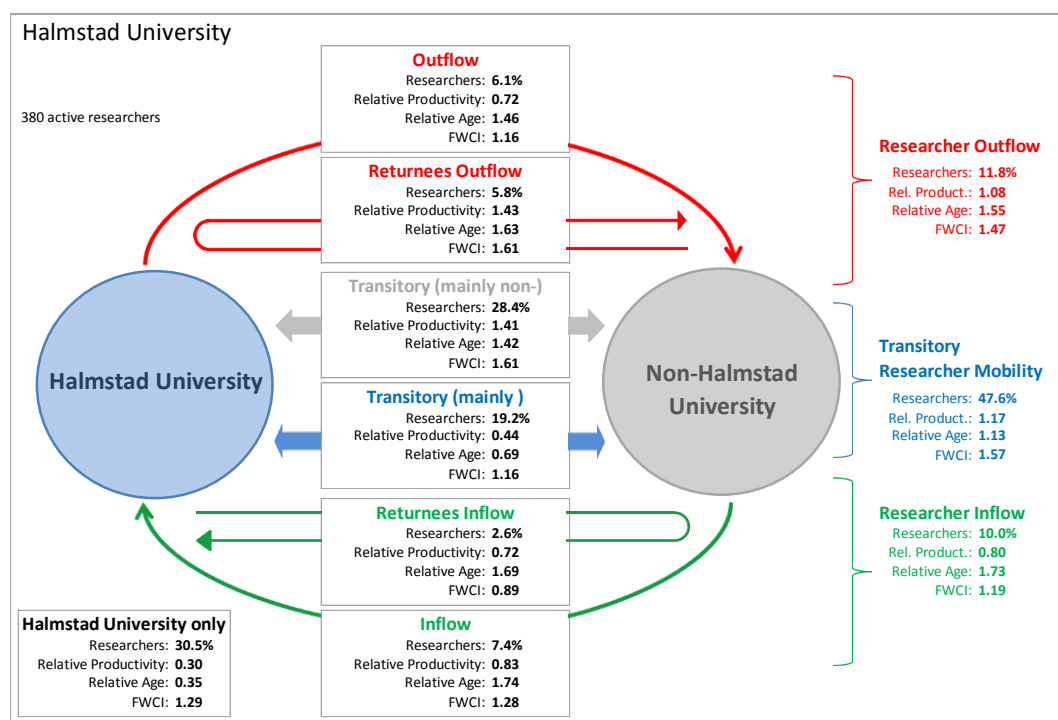 Halmstad University
380 active researchers
Outflow
Researchers: 6.1%
Relative Productivity: 0.72
Relative Age: 1.46
FWCI: 1.16
Returnees Outflow
Researchers: 5.8%
Relative Productivity: 1.43
Relative Age: 1.63
FWCI: 1.61
Transitory (mainly non-)
Researchers: 28.4%
Relative Productivity: 1.41
Relative Age: 1.42
FWCI: 1.61
Transitory (mainly )
Researchers: 19.2%
Relative Productivity: 0.44
Relative Age: 0.69
FWCI: 1.16
Returnees Inflow
Researchers: 2.6%
Relative Productivity: 0.72
Relative Age: 1.69
FWCI: 0.89
Inflow
Researchers: 7.4%
Relative Productivity: 0.83
Relative Age: 1.74
FWCI: 1.28
Halmstad University
Non-Halmstad
University
Halmstad University only
Researchers: 30.5%
Relative Productivity: 0.30
Relative Age: 0.35
FWCI: 1.29
Researcher Outflow
Researchers: 11.8%
Rel. Product.: 1.08
Relative Age: 1.55
FWCI: 1.47
Transitory
Researcher Mobility
Researchers: 47.6%
Rel. Product.: 1.17
Relative Age: 1.13
FWCI: 1.57
Researcher Inflow
Researchers: 10.0%
Rel. Product.: 0.80
Relative Age: 1.73
FWCI: 1.19